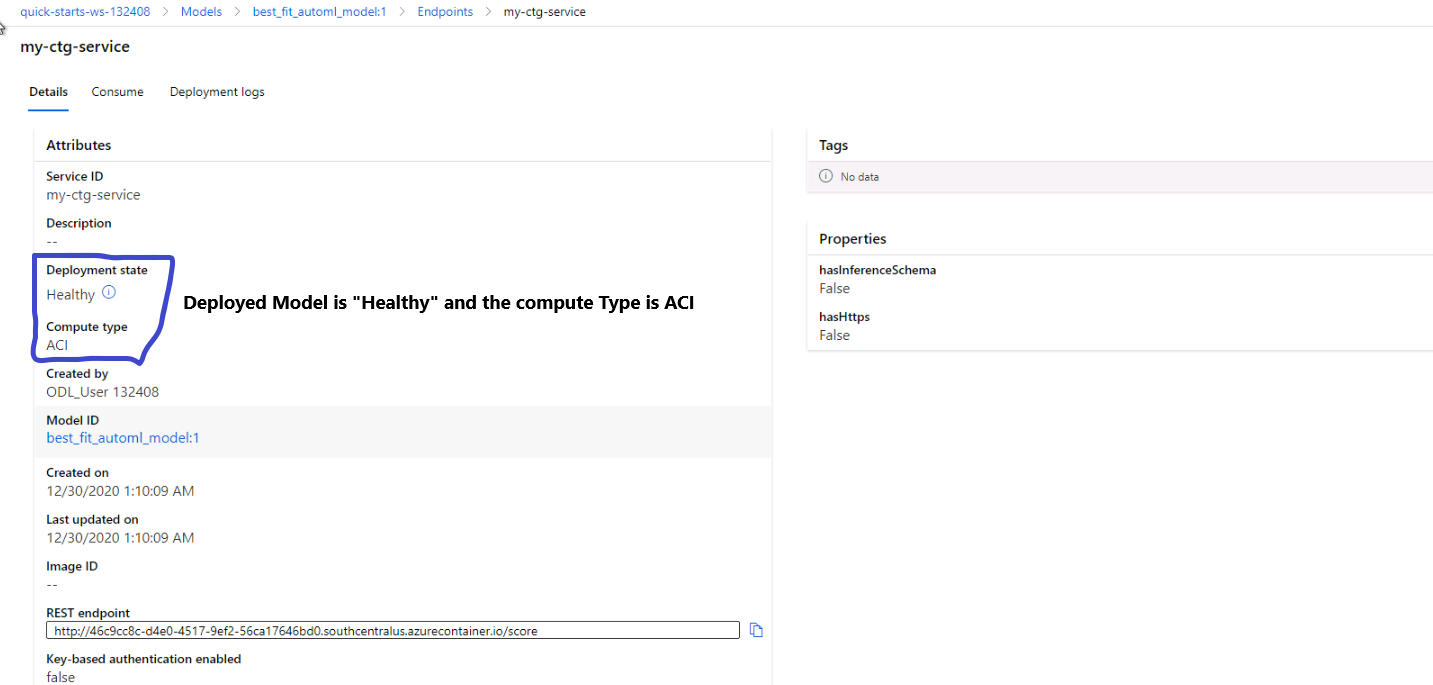 quick-starts-ws-132408 > Models > best_fit_automl_model:1 > Endpoints > my-ctg-service
my-ctg-service
Details Consume Deployment logs
Attributes
Service ID
my-ctg-service
Description
--
Deployment state
Healthy
Deployed Model is "Healthy" and the compute Type is ACI
Compute type
ACI
Created by
ODL_User 132408
Model ID
best_fit_automl_model:1
Created on
12/30/2020 1:10:09 AM
Last updated on
12/30/2020 1:10:09 AM
Image ID
--
REST endpoint
http://46c9cc8c-d4e0-4517-9ef2-56ca17646bd0.southcentralus.azurecontainer.io/score
Key-based authentication enabled
false
Tags
No data
Properties
hasInferenceSchema
False
hasHttps
False